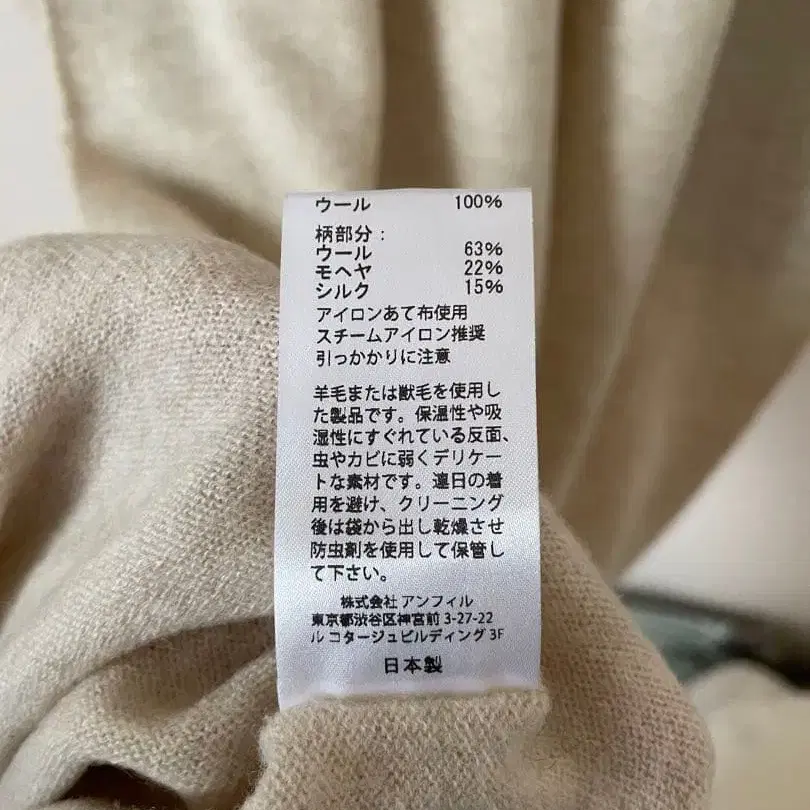 ウール 100%
柄部分:
ウール 63%
モヘヤ 22%
シルク 15%
アイロンあて布使用
スチームアイロン推奨
引っかかりに注意
羊毛または獣毛を使用し
た製品です。保温性や吸
湿性にすぐれている反面、
虫やカビに弱くデリケー
トな素材です。連日の着
用を避け、クリーニング
後は袋から出し乾燥させ
防虫剤を使用して保管し
て下さい。
株式会社 アンフィル
東京都渋谷区神宮前 3-27-22
ル コタージュビルディング 3F
日本製